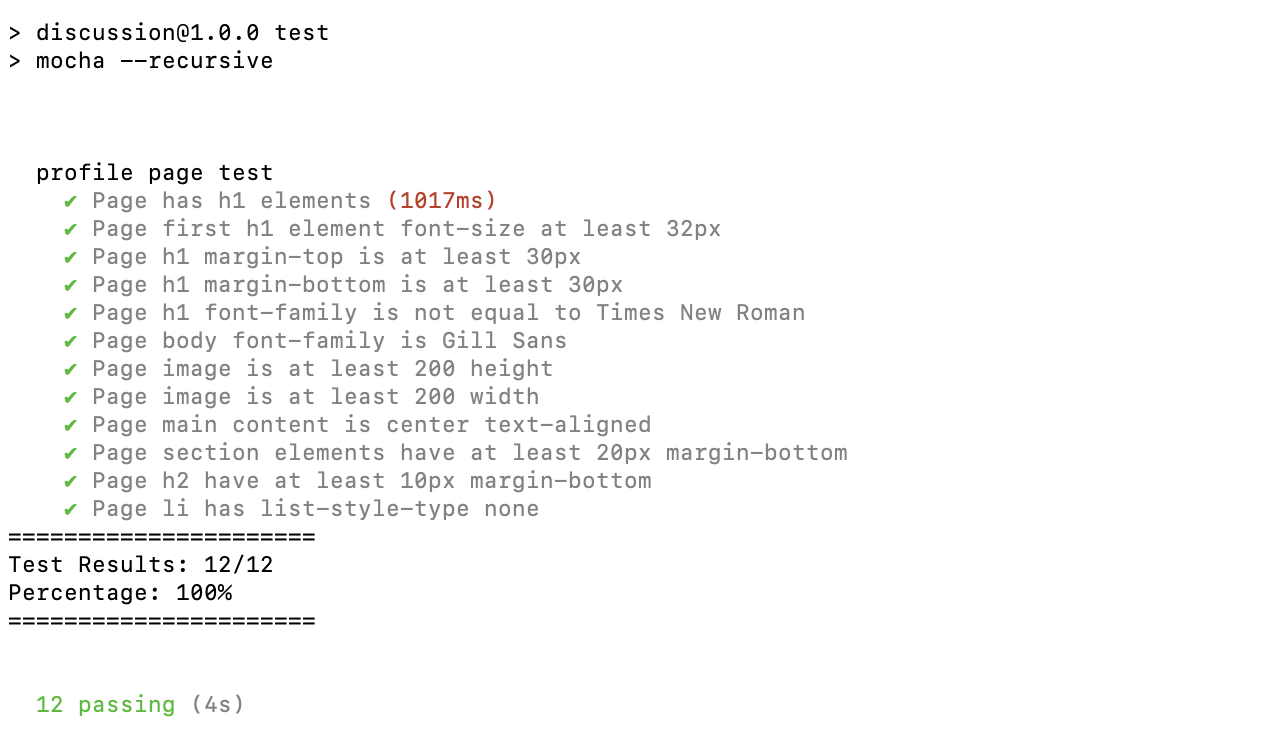 > discussion@1.0.0 test
> mocha --recursive
profile page test
✔ Page has h1 elements (1017ms)
✔ Page first h1 element font-size at least 32px
✔ Page h1 margin-top is at least 30px
✔ Page h1 margin-bottom is at least 30px
✔ Page h1 font-family is not equal to Times New Roman
✔ Page body font-family is Gill Sans
✔ Page image is at least 200 height
✔ Page image is at least 200 width
✔ Page main content is center text-aligned
✔ Page section elements have at least 20px margin-bottom
✔ Page h2 have at least 10px margin-bottom
✔ Page li has list-style-type none
======================
Test Results: 12/12
Percentage: 100%
======================
12 passing (4s)